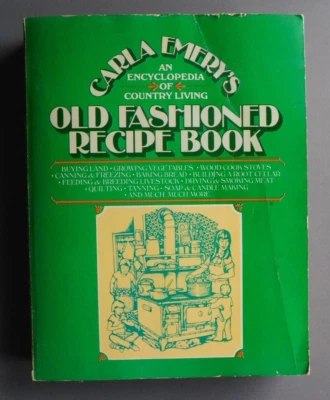 CARLA EMERY'S
AN
ENCYCLOPEDIA
OF
COUNTRY LIVING
OLD FASHIONED
RECIPE BOOK
BUYING LAND • GROWING VEGETABLES • WOOD COOK STOVES
• CANNING & FREEZING • BAKING BREAD • BUILDING A ROOT CELLAR
• FEEDING & BREEDING LIVESTOCK • DRYING & SMOKING MEAT
• QUILTING • TANNING • SOAP & CANDLE MAKING
• AND MUCH, MUCH MORE